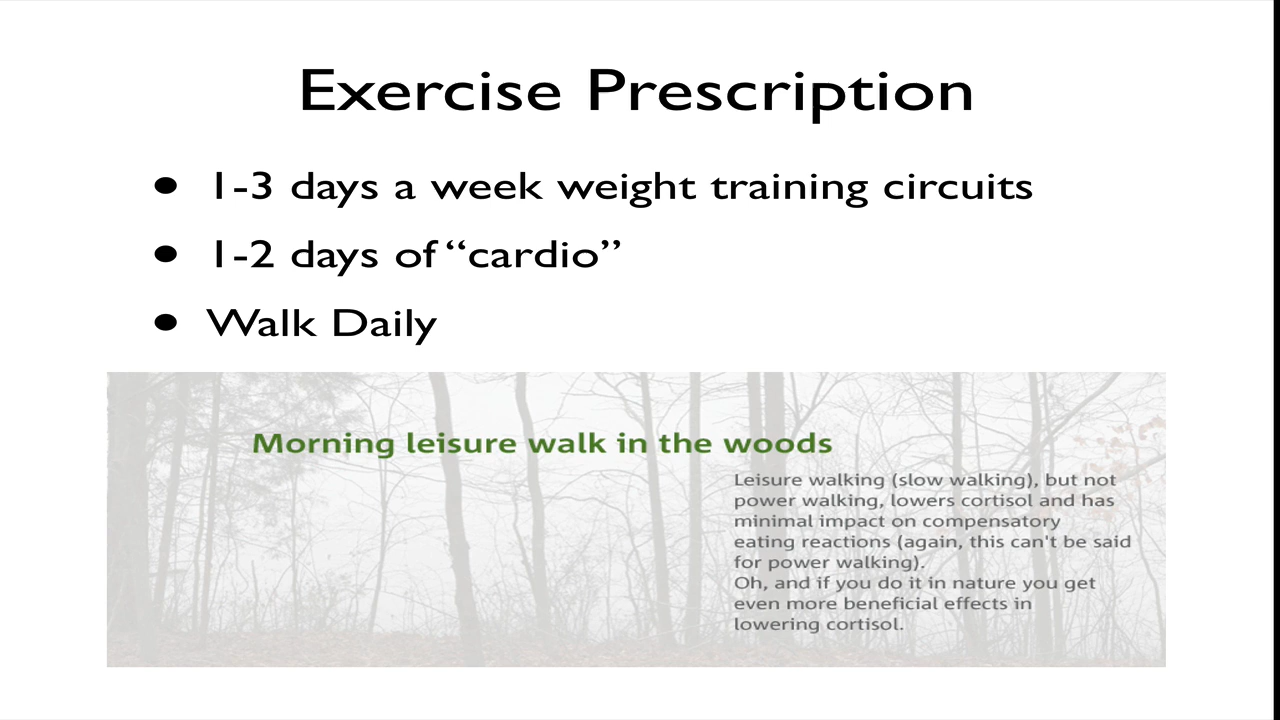 Exercise Prescription
• 1-3 days a week weight training circuits
• 1-2 days of “cardio”
• Walk Daily
Morning leisure walk in the woods
Leisure walking (slow walking), but not
power walking, lowers cortisol and has
minimal impact on compensatory
eating reactions (again, this can't be said
for power walking).
Oh, and if you do it in nature you get
even more beneficial effects in
lowering cortisol.